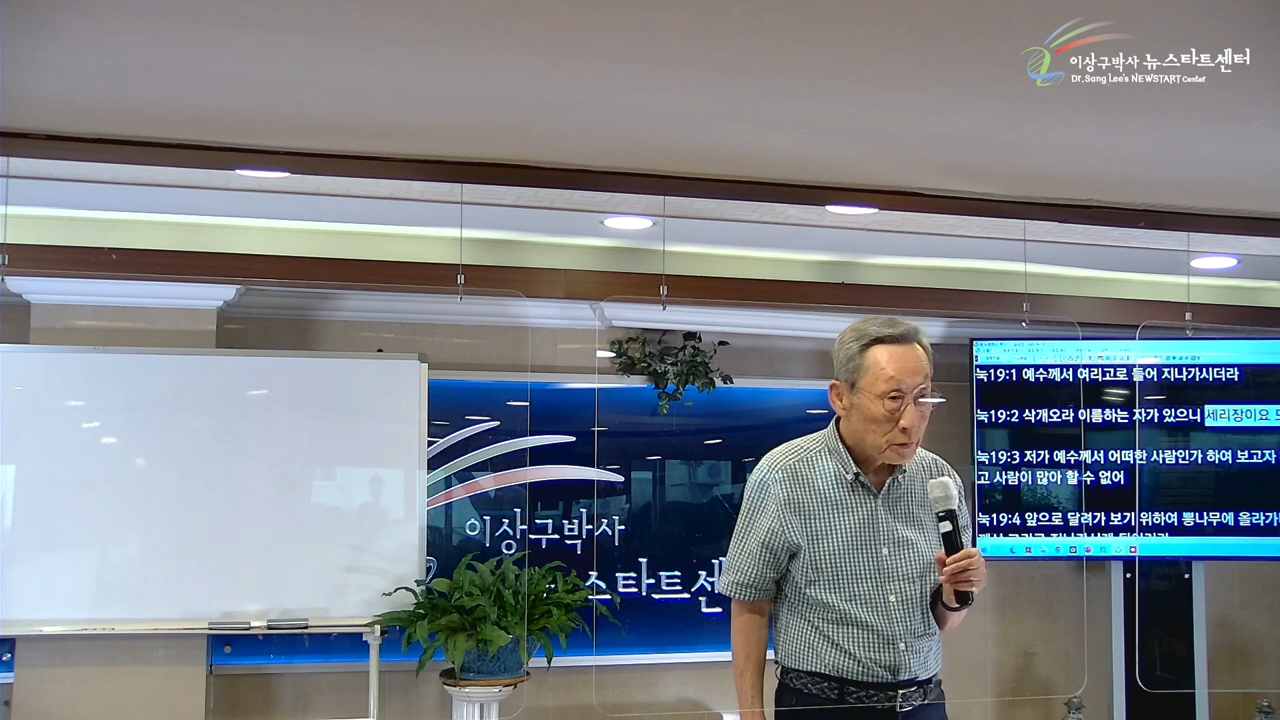 이상구박사 뉴스타트센터
Dr. Sang Lee's NEWSTART Center
이상구박사
스타트센
눅19:1 예수께서 여리고로 들어 지나가시더라
눅19:2 삭개오라 이름하는 자가 있으니 세리장이요
눅19:3 저가 예수께서 어떠한 사람인가 하여 보고자
고 사람이 많아 할 수 없어
눅19:4 앞으로 달려가 보기 위하여 뽕나무에 올라가